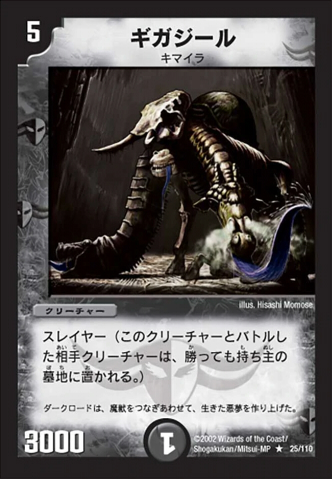 5
ギガジール
キマイラ
illus. Hisashi Momose
クリーチャー
スレイヤー（このクリーチャーとバトルし
た相手クリーチャーは、勝っても持ち主の
墓地に置かれる。）
ダークロードは、魔獣をつなぎあわせて、生きた悪夢を作り上げた。
3000
1
©2002 Wizards of the Coast/
Shogakukan/Mitsui-MP ★ 25/110